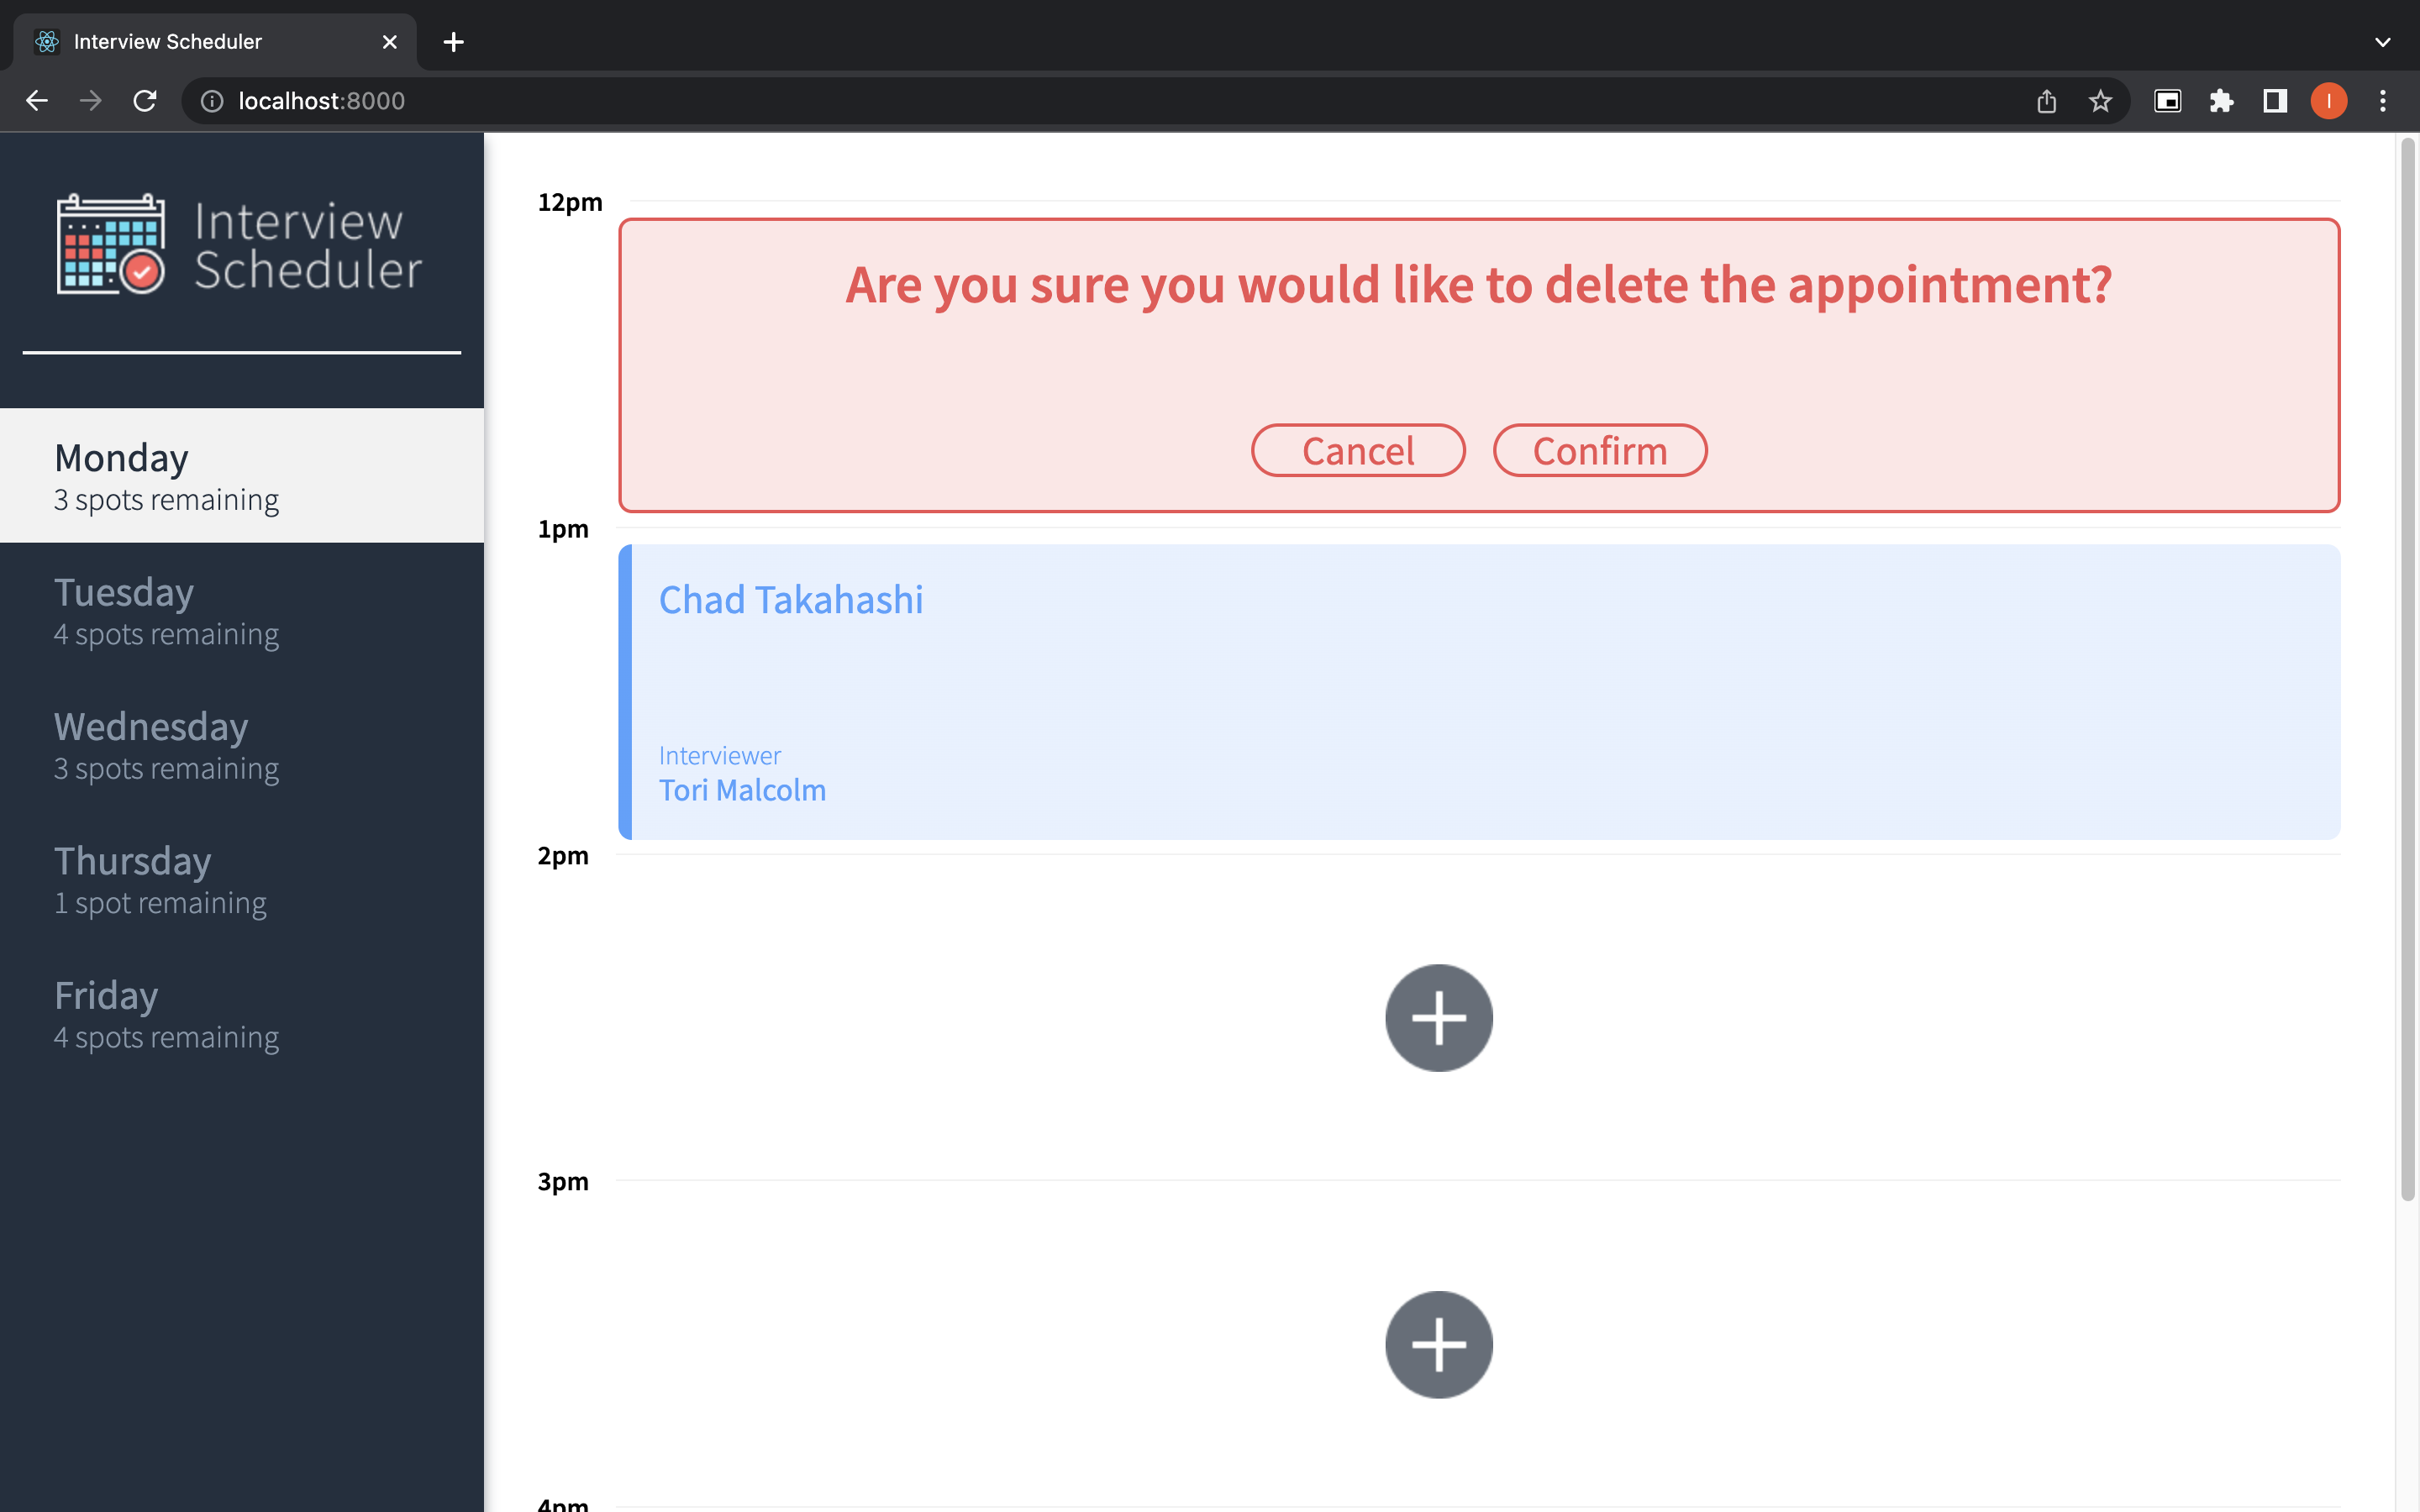 Interview Scheduler
localhost:8000
I
Interview
Scheduler
Monday
3 spots remaining
Tuesday
4 spots remaining
Wednesday
3 spots remaining
Thursday
1 spot remaining
Friday
4 spots remaining
12pm
Are you sure you would like to delete the appointment?
Cancel Confirm
1pm
Chad Takahashi
Interviewer
Tori Malcolm
2pm
3pm
4pm